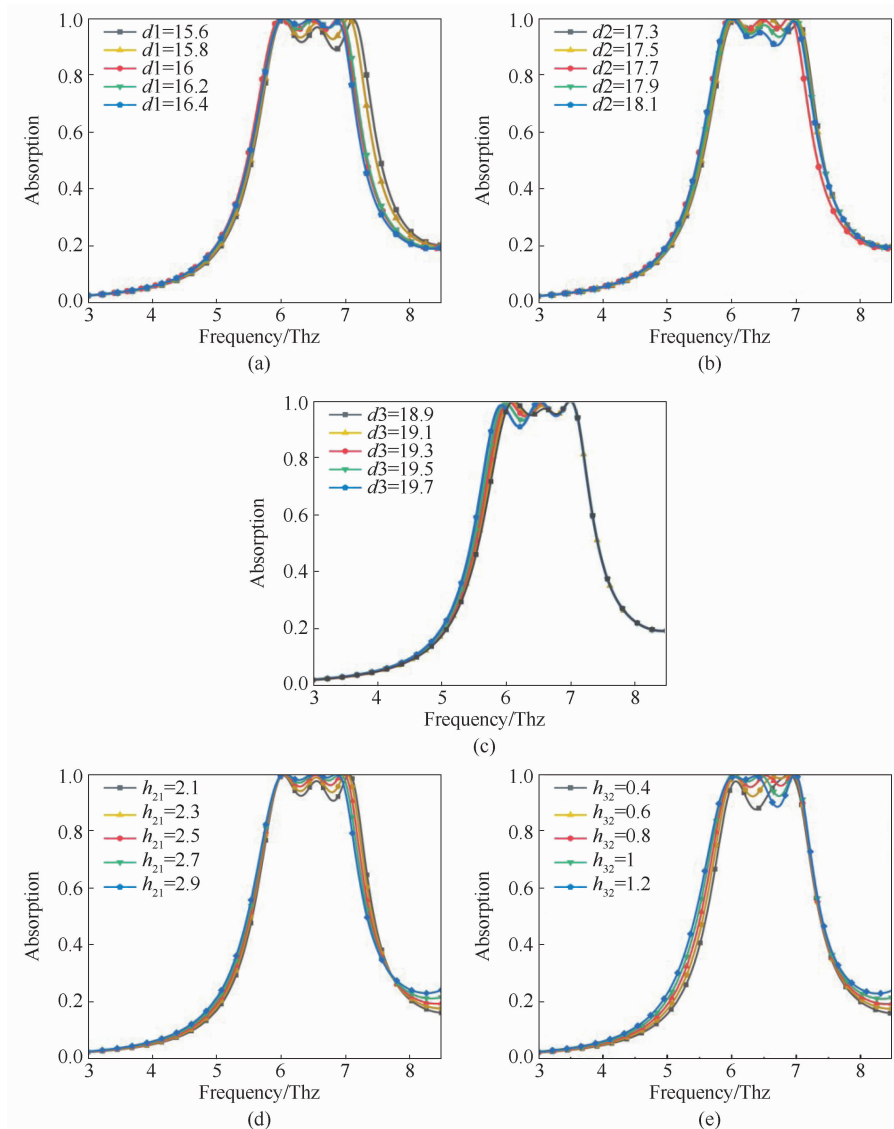 1.0
0.8
0.6
0.4
0.2
0.0
Absorption
d1=15.6
d1=15.8
d1=16
d1=16.2
d1=16.4
3 4 5 6 7 8
Frequency/Thz
(a)
1.0
0.8
0.6
0.4
0.2
0.0
Absorption
d2=17.3
d2=17.5
d2=17.7
d2=17.9
d2=18.1
3 4 5 6 7 8
Frequency/Thz
(b)
1.0
0.8
0.6
0.4
0.2
0.0
Absorption
d3=18.9
d3=19.1
d3=19.3
d3=19.5
d3=19.7
3 4 5 6 7 8
Frequency/Thz
(c)
1.0
0.8
0.6
0.4
0.2
0.0
Absorption
h21=2.1
h21=2.3
h21=2.5
h21=2.7
h21=2.9
3 4 5 6 7 8
Frequency/Thz
(d)
1.0
0.8
0.6
0.4
0.2
0.0
Absorption
h32=0.4
h32=0.6
h32=0.8
h32=1
h32=1.2
3 4 5 6 7 8
Frequency/Thz
(e)